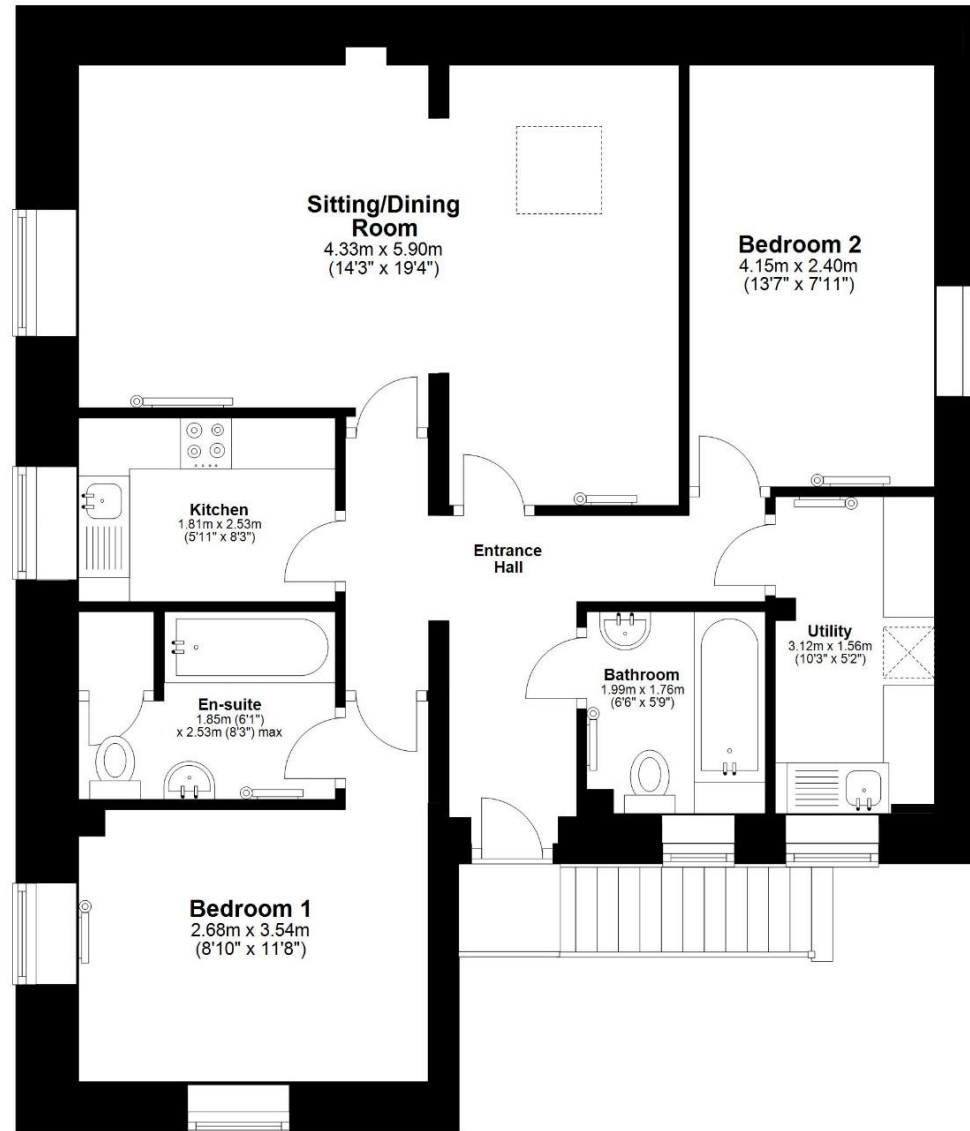 Sitting/Dining
Room
4.33m x 5.90m
(14'3" x 19'4")
Bedroom 2
4.15m x 2.40m
(13'7" x 7'11")
Kitchen
1.81m x 2.53m
(5'11" x 8'3")
Entrance
Hall
Utility
3.12m x 1.56m
(10'3" x 5'2")
En-suite
1.85m (6'1")
x 2.53m (8'3") max
Bathroom
1.99m x 1.76m
(6'6" x 5'9")
Bedroom 1
2.68m x 3.54m
(8'10" x 11'8")